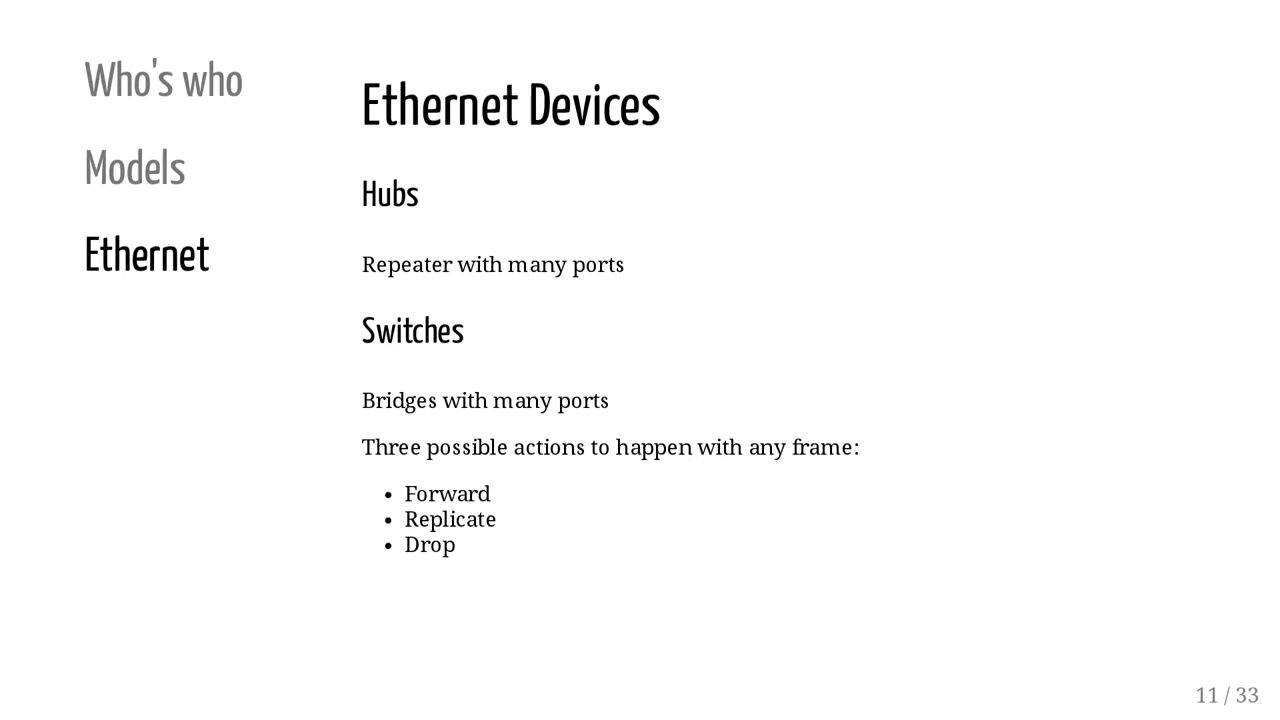 Who's who
Models
Ethernet
Ethernet Devices
Hubs
Repeater with many ports
Switches
Bridges with many ports
Three possible actions to happen with any frame:
• Forward
• Replicate
• Drop
11 / 33